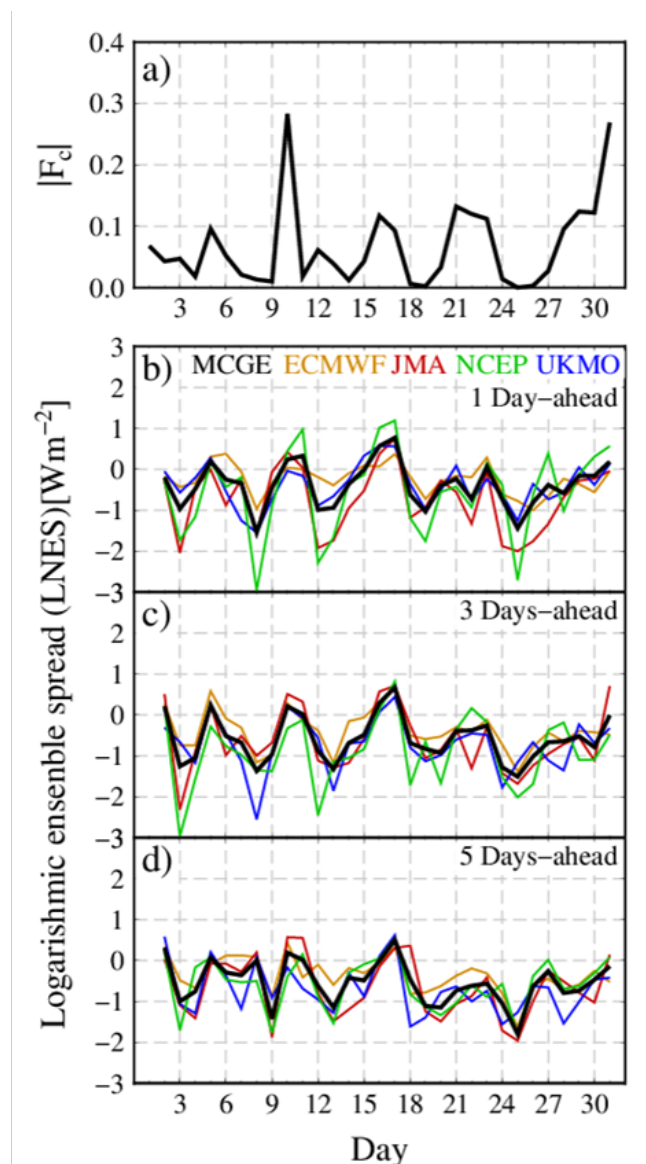 a)
|Fc|
0.4
0.3
0.2
0.1
0.0
3 6 9 12 15 18 21 24 27 30
b)
MCGE ECMWF JMA NCEP UKMO
1 Day−ahead
3
2
1
0
−1
−2
−3
c)
3 Days−ahead
2
1
0
−1
−2
−3
d)
5 Days−ahead
2
1
0
−1
−2
−3
3 6 9 12 15 18 21 24 27 30
Logarishmic ensenble spread (LNES)[Wm−2]
Day